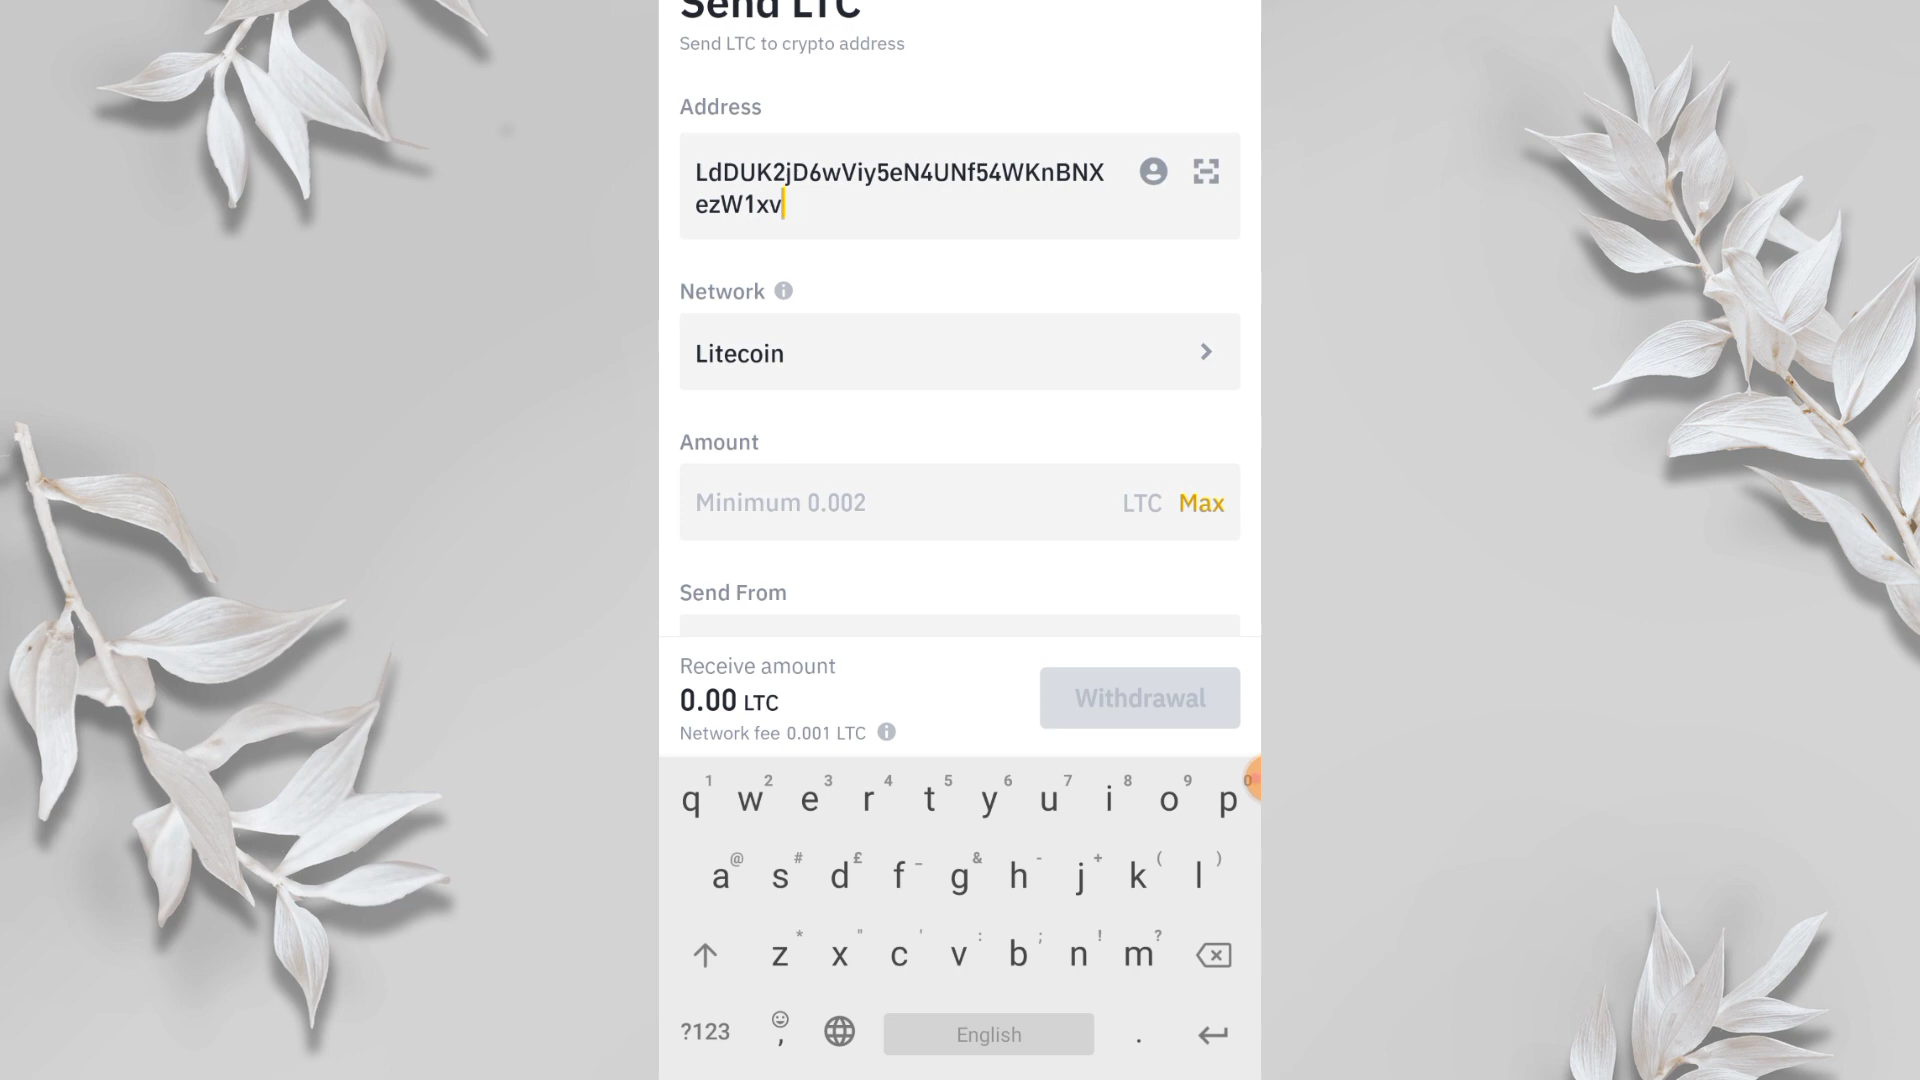 Send LTC
Send LTC to crypto address
Address
LdDUK2jD6wViy5eN4UNf54WKnBNX
ezW1xv
Network
Litecoin
Amount
Minimum 0.002 LTC Max
Send From
Receive amount
0.00 LTC
Withdrawal
Network fee 0.001 LTC
1 2 3 4 5 6 7 8 9 0
q w e r t y u i o p
@ # £ _ & - + ( )
a s d f g h j k l
* " ' : ; ! ?
z x c v b n m
?123 , English .